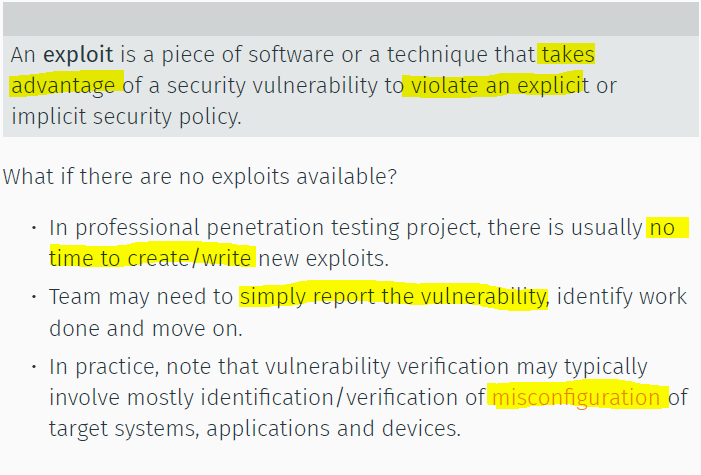 An exploit is a piece of software or a technique that takes
advantage of a security vulnerability to violate an explicit or
implicit security policy.
What if there are no exploits available?
• In professional penetration testing project, there is usually no
time to create/write new exploits.
• Team may need to simply report the vulnerability, identify work
done and move on.
• In practice, note that vulnerability verification may typically
involve mostly identification/verification of misconfiguration of
target systems, applications and devices.